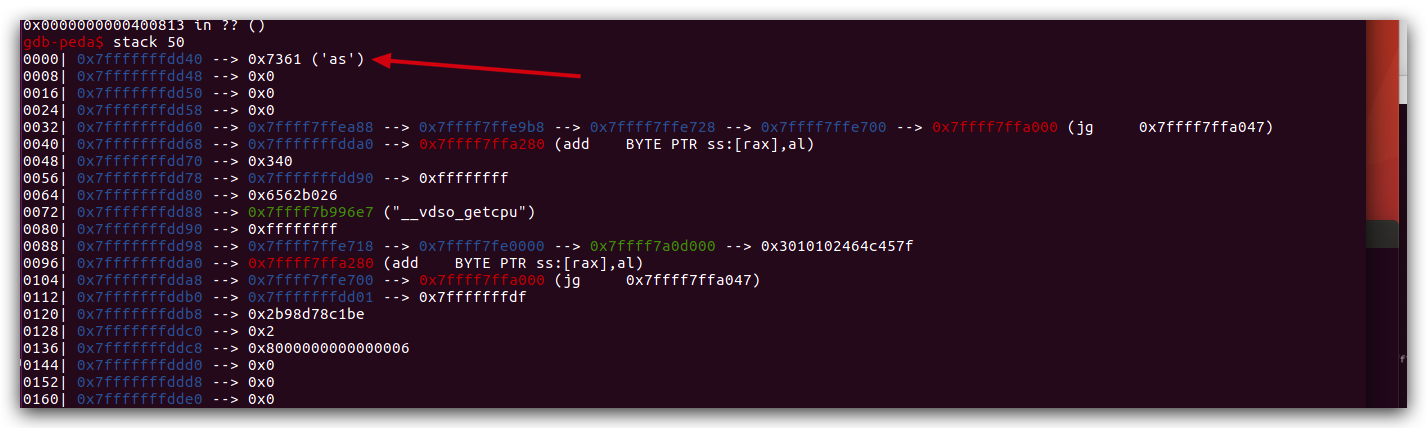 0x0000000000400813 in ?? ()
gdb-peda$ stack 50
0000| 0x7fffffffdd40 --> 0x7361 ('as')
0008| 0x7fffffffdd48 --> 0x0
0016| 0x7fffffffdd50 --> 0x0
0024| 0x7fffffffdd58 --> 0x0
0032| 0x7fffffffdd60 --> 0x7ffff7ffea88 --> 0x7ffff7ffe9b8 --> 0x7ffff7ffe728 --> 0x7ffff7ffe700 --> 0x7ffff7ffa000 (jg     0x7ffff7ffa047)
0040| 0x7fffffffdd68 --> 0x7fffffffdda0 --> 0x7ffff7ffa280 (add    BYTE PTR ss:[rax],al)
0048| 0x7fffffffdd70 --> 0x340
0056| 0x7fffffffdd78 --> 0x7fffffffdd90 --> 0xffffffff
0064| 0x7fffffffdd80 --> 0x6562b026
0072| 0x7fffffffdd88 --> 0x7ffff7b996e7 ("__vdso_getcpu")
0080| 0x7fffffffdd90 --> 0xffffffff
0088| 0x7fffffffdd98 --> 0x7ffff7ffe718 --> 0x7ffff7fe0000 --> 0x7ffff7a0d000 --> 0x3010102464c457f
0096| 0x7fffffffdda0 --> 0x7ffff7ffa280 (add    BYTE PTR ss:[rax],al)
0104| 0x7fffffffdda8 --> 0x7ffff7ffe700 --> 0x7ffff7ffa000 (jg     0x7ffff7ffa047)
0112| 0x7fffffffddb0 --> 0x7fffffffdd01 --> 0x7fffffffdf
0120| 0x7fffffffddb8 --> 0x2b98d78c1be
0128| 0x7fffffffddc0 --> 0x2
0136| 0x7fffffffddc8 --> 0x8000000000000006
0144| 0x7fffffffddd0 --> 0x0
0152| 0x7fffffffddd8 --> 0x0
0160| 0x7fffffffdde0 --> 0x0